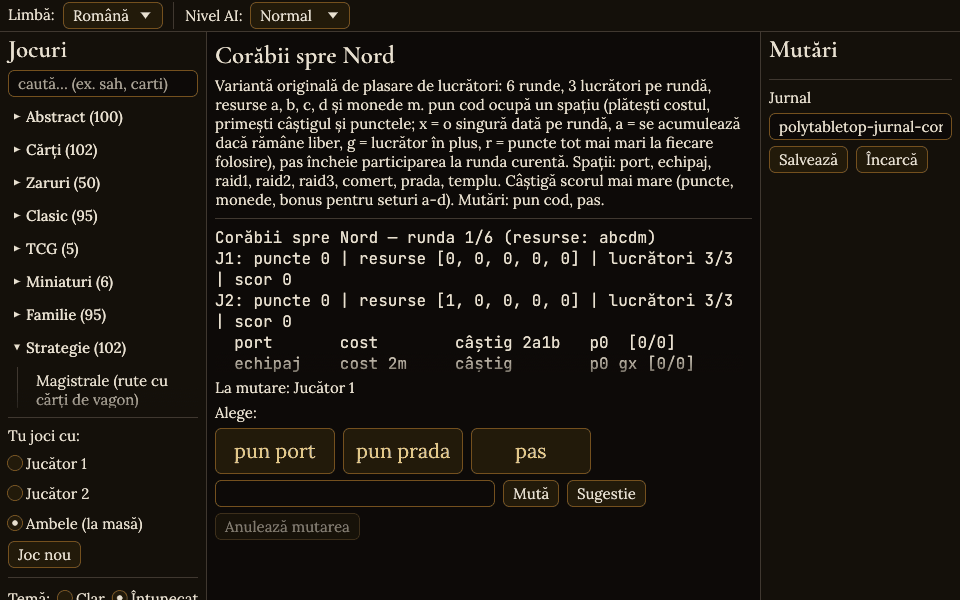 Limbă: Română ▼ Nivel AI: Normal ▼
Jocuri
caută... (ex. sah, carti)
▸ Abstract (100)
▸ Cărți (102)
▸ Zaruri (50)
▸ Clasic (95)
▸ TCG (5)
▸ Miniaturi (6)
▸ Familie (95)
▾ Strategie (102)
Magistrale (rute cu
cărți de vagon)
Tu joci cu:
Jucător 1
Jucător 2
Ambele (la masă)
Joc nou
Temă: Clar Întunecat
Corăbii spre Nord
Variantă originală de plasare de lucrători: 6 runde, 3 lucrători pe rundă,
resurse a, b, c, d și monede m. pun cod ocupă un spațiu (plătești costul,
primești câștigul și punctele; x = o singură dată pe rundă, a = se acumulează
dacă rămâne liber, g = lucrător în plus, r = puncte tot mai mari la fiecare
folosire), pas încheie participarea la runda curentă. Spații: port, echipaj,
raid1, raid2, raid3, comert, prada, templu. Câștigă scorul mai mare (puncte,
monede, bonus pentru seturi a-d). Mutări: pun cod, pas.
Corăbii spre Nord — runda 1/6 (resurse: abcdm)
J1: puncte 0 | resurse [0, 0, 0, 0, 0] | lucrători 3/3
| scor 0
J2: puncte 0 | resurse [1, 0, 0, 0, 0] | lucrători 3/3
| scor 0
port cost câștig 2a1b p0 [0/0]
echipaj cost 2m câștig p0 gx [0/0]
La mutare: Jucător 1
Alege:
pun port pun prada pas
Mută Sugestie
Anulează mutarea
Mutări
Jurnal
polytabletop-jurnal-cor
Salvează Încarcă